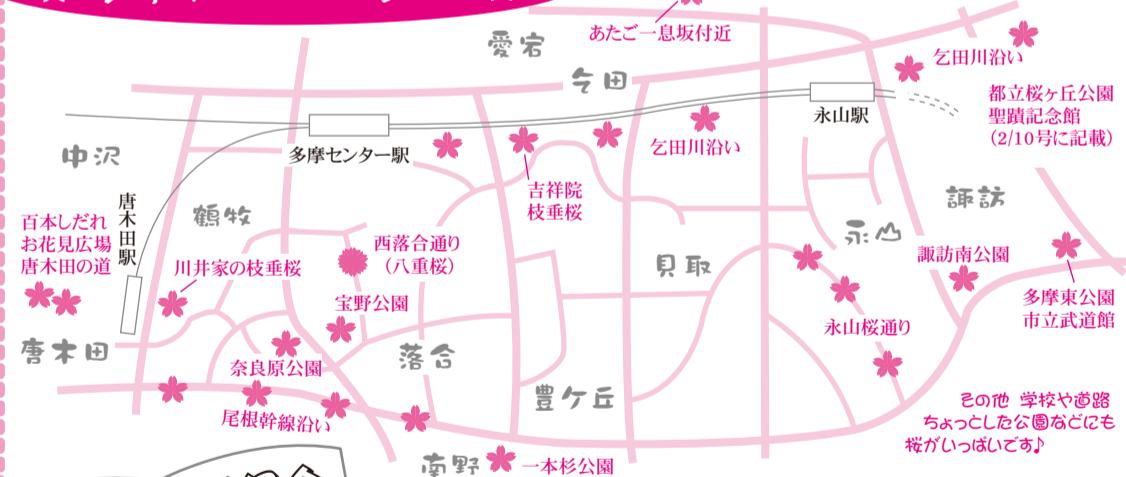 あたご一息坂付近
愛宕
乞田
乞田川沿い
都立桜ヶ丘公園
聖蹟記念館
(2/10号に記載)
永山駅
中沢
多摩センター駅
乞田川沿い
吉祥院
枝垂桜
諏訪
唐木田駅
鶴牧
百本しだれ
お花見広場
唐木田の道
西落合通り
(八重桜)
永山
川井家の枝垂桜
貝取
諏訪南公園
宝野公園
多摩東公園
市立武道館
永山桜通り
唐木田
奈良原公園
落合
豊ケ丘
尾根幹線沿い
その他 学校や道路
ちょっとした公園などにも
桜がいっぱいです♪
南野
一本杉公園